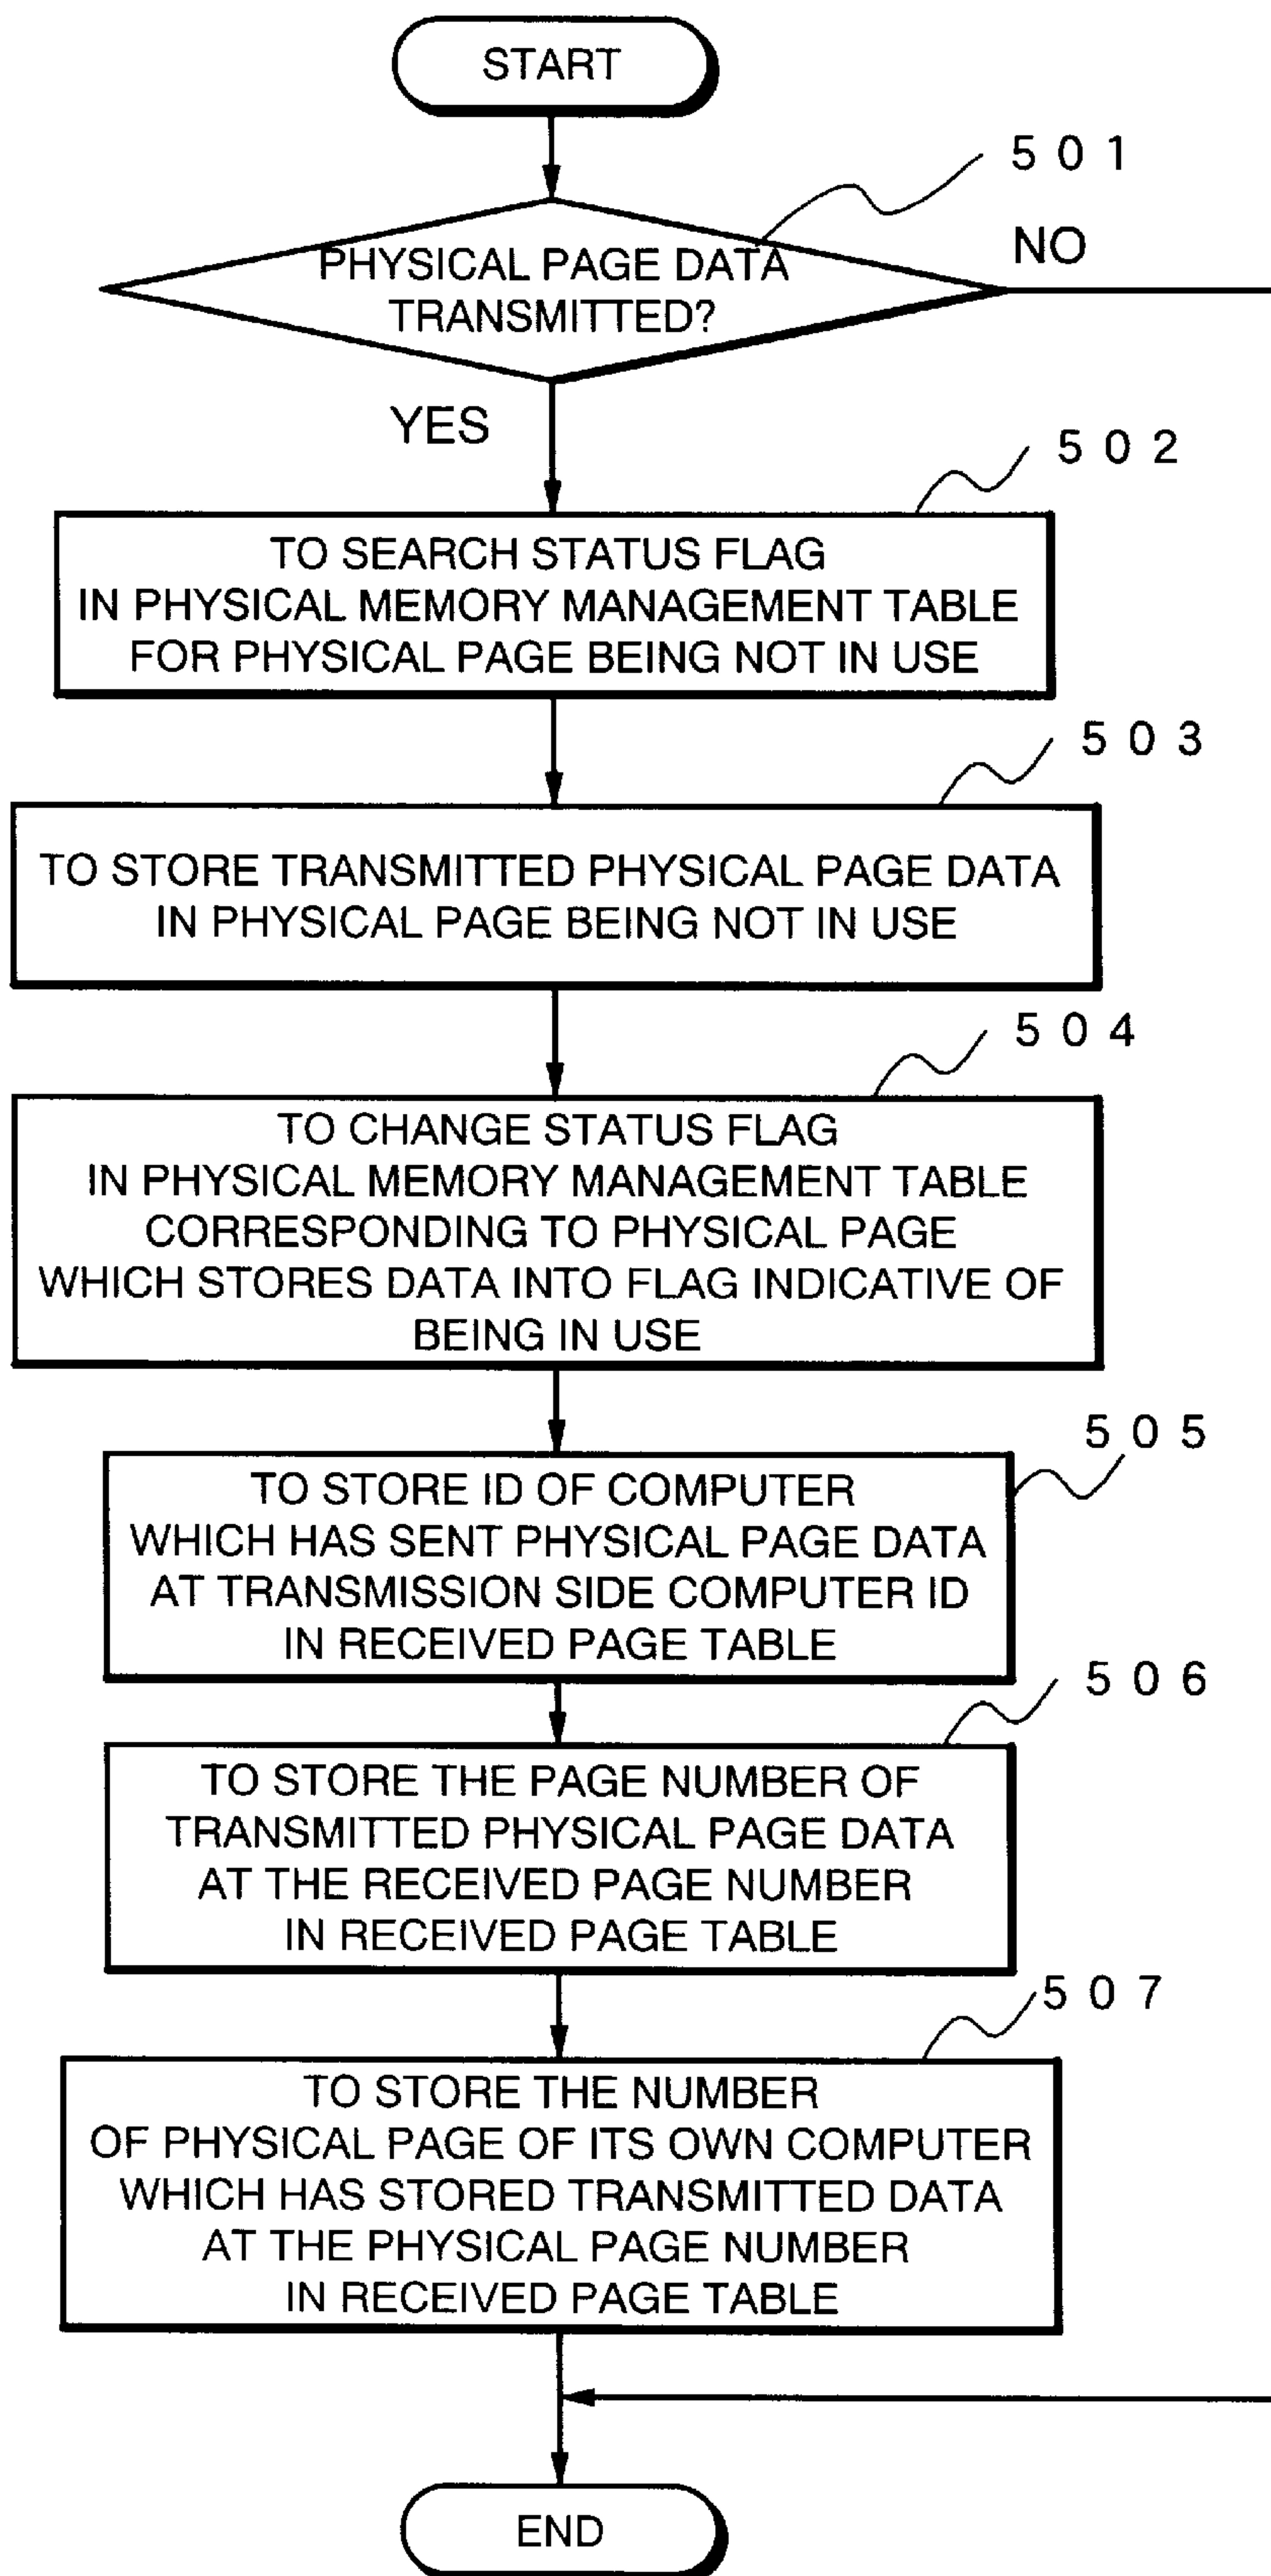 START
5 0 1
PHYSICAL PAGE DATA
TRANSMITTED?
NO
YES
5 0 2
TO SEARCH STATUS FLAG
IN PHYSICAL MEMORY MANAGEMENT TABLE
FOR PHYSICAL PAGE BEING NOT IN USE
5 0 3
TO STORE TRANSMITTED PHYSICAL PAGE DATA
IN PHYSICAL PAGE BEING NOT IN USE
5 0 4
TO CHANGE STATUS FLAG
IN PHYSICAL MEMORY MANAGEMENT TABLE
CORRESPONDING TO PHYSICAL PAGE
WHICH STORES DATA INTO FLAG INDICATIVE OF
BEING IN USE
5 0 5
TO STORE ID OF COMPUTER
WHICH HAS SENT PHYSICAL PAGE DATA
AT TRANSMISSION SIDE COMPUTER ID
IN RECEIVED PAGE TABLE
5 0 6
TO STORE THE PAGE NUMBER OF
TRANSMITTED PHYSICAL PAGE DATA
AT THE RECEIVED PAGE NUMBER
IN RECEIVED PAGE TABLE
5 0 7
TO STORE THE NUMBER
OF PHYSICAL PAGE OF ITS OWN COMPUTER
WHICH HAS STORED TRANSMITTED DATA
AT THE PHYSICAL PAGE NUMBER
IN RECEIVED PAGE TABLE
END